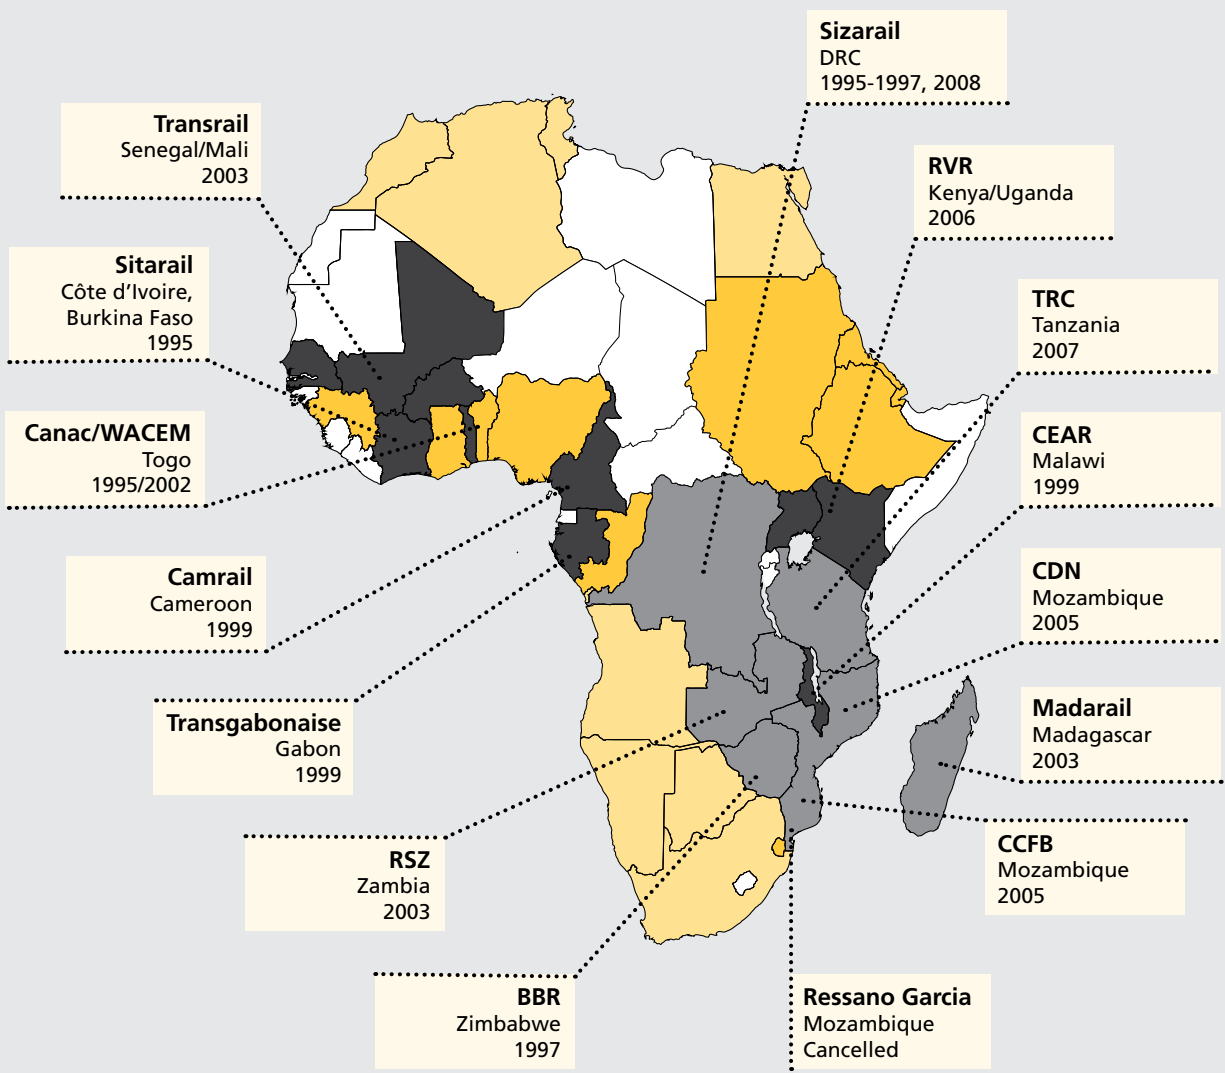 Sizarail
DRC
1995-1997, 2008
Transrail
Senegal/Mali
2003
RVR
Kenya/Uganda
2006
Sitarail
Côte d’Ivoire,
Burkina Faso
1995
TRC
Tanzania
2007
Canac/WACEM
Togo
1995/2002
CEAR
Malawi
1999
Camrail
Cameroon
1999
CDN
Mozambique
2005
Transgabonaise
Gabon
1999
Madarail
Madagascar
2003
RSZ
Zambia
2003
CCFB
Mozambique
2005
BBR
Zimbabwe
1997
Ressano Garcia
Mozambique
Cancelled